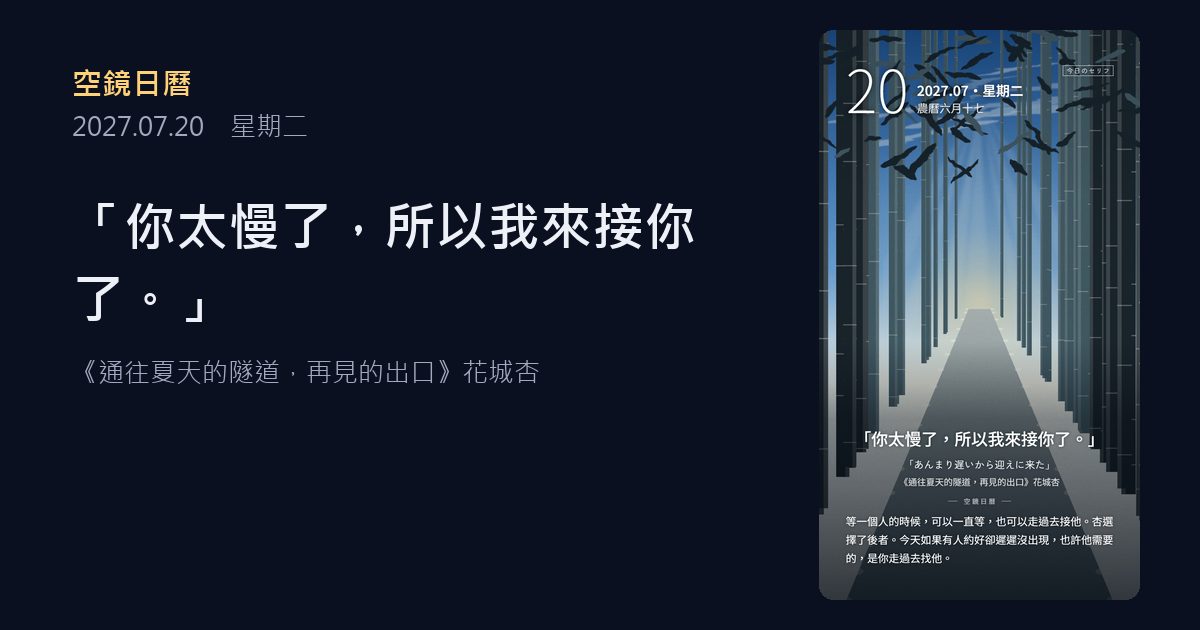 空鏡日曆
2027.07.20 星期二
「你太慢了，所以我來接你
了。」
《通往夏天的隧道，再見的出口》花城杏
今日のセリフ
20
2027.07・星期二
農曆六月十七
「你太慢了，所以我來接你了。」
「あんまり遅いから迎えに来た」
《通往夏天的隧道，再見的出口》花城杏
— 空鏡日曆 —
等一個人的時候，可以一直等，也可以走過去接他。杏選
擇了後者。今天如果有人約好卻遲遲沒出現，也許他需要
的，是你走過去找他。